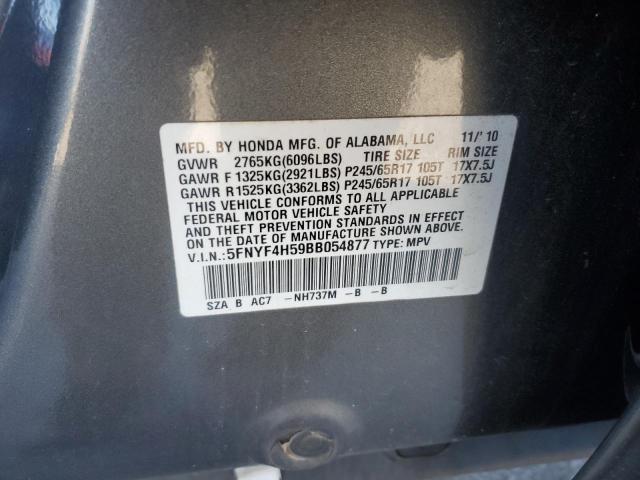 MFD. BY HONDA MFG. OF ALABAMA, LLC 11/'10
GVWR 2765KG(6096LBS) TIRE SIZE RIM SIZE
GAWR F 1325KG(2921LBS) P245/65R17 105T 17X7.5J
GAWR R 1525KG(3362LBS) P245/65R17 105T 17X7.5J
THIS VEHICLE CONFORMS TO ALL APPLICABLE
FEDERAL MOTOR VEHICLE SAFETY
AND THEFT PREVENTION STANDARDS IN EFFECT
ON THE DATE OF MANUFACTURE SHOWN ABOVE.
V.I.N.:5FNYF4H59BB054877 TYPE: MPV
SZA B AC7 -NH737M -B -B